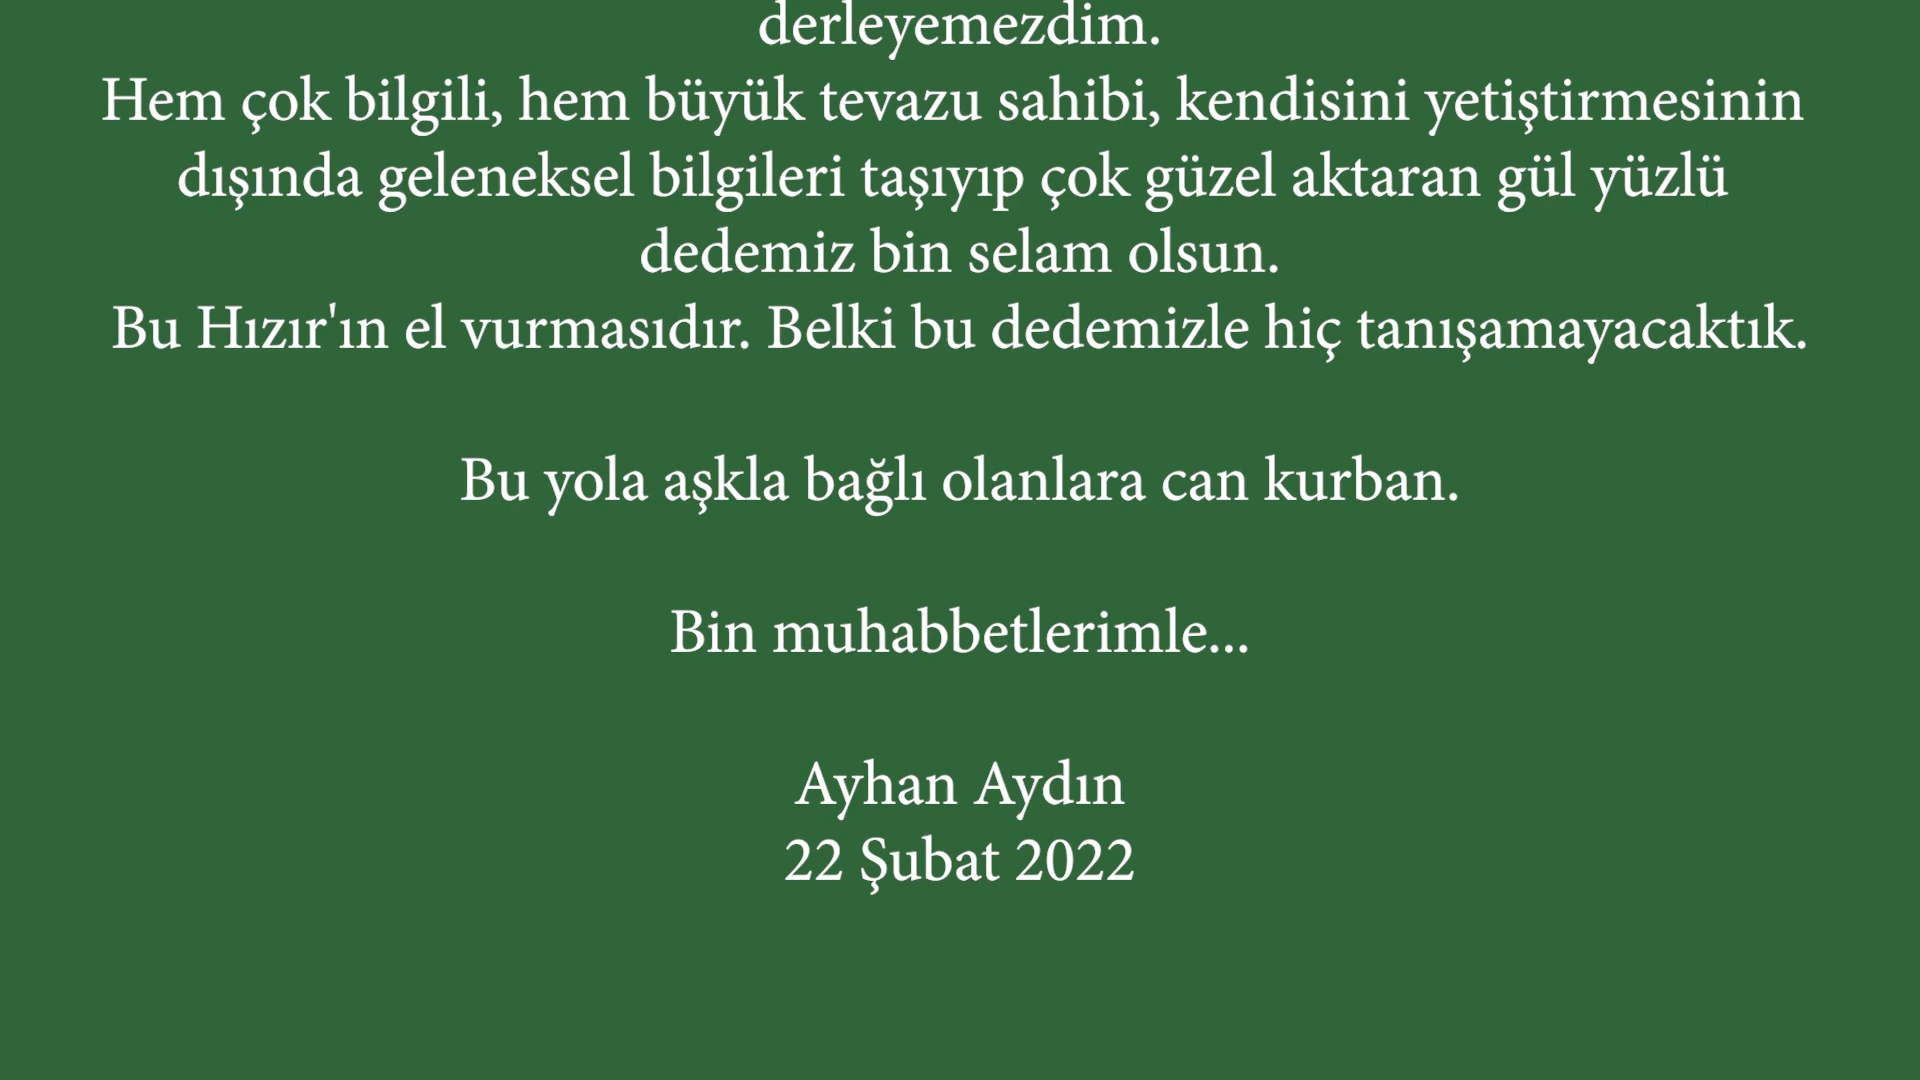 derleyemezdim.
Hem çok bilgili, hem büyük tevazu sahibi, kendisini yetiştirmesinin
dışında geleneksel bilgileri taşıyıp çok güzel aktaran gül yüzlü
dedemiz bin selam olsun.
Bu Hızır'ın el vurmasıdır. Belki bu dedemizle hiç tanışamayacaktık.
Bu yola aşkla bağlı olanlara can kurban.
Bin muhabbetlerimle...
Ayhan Aydın
22 Şubat 2022